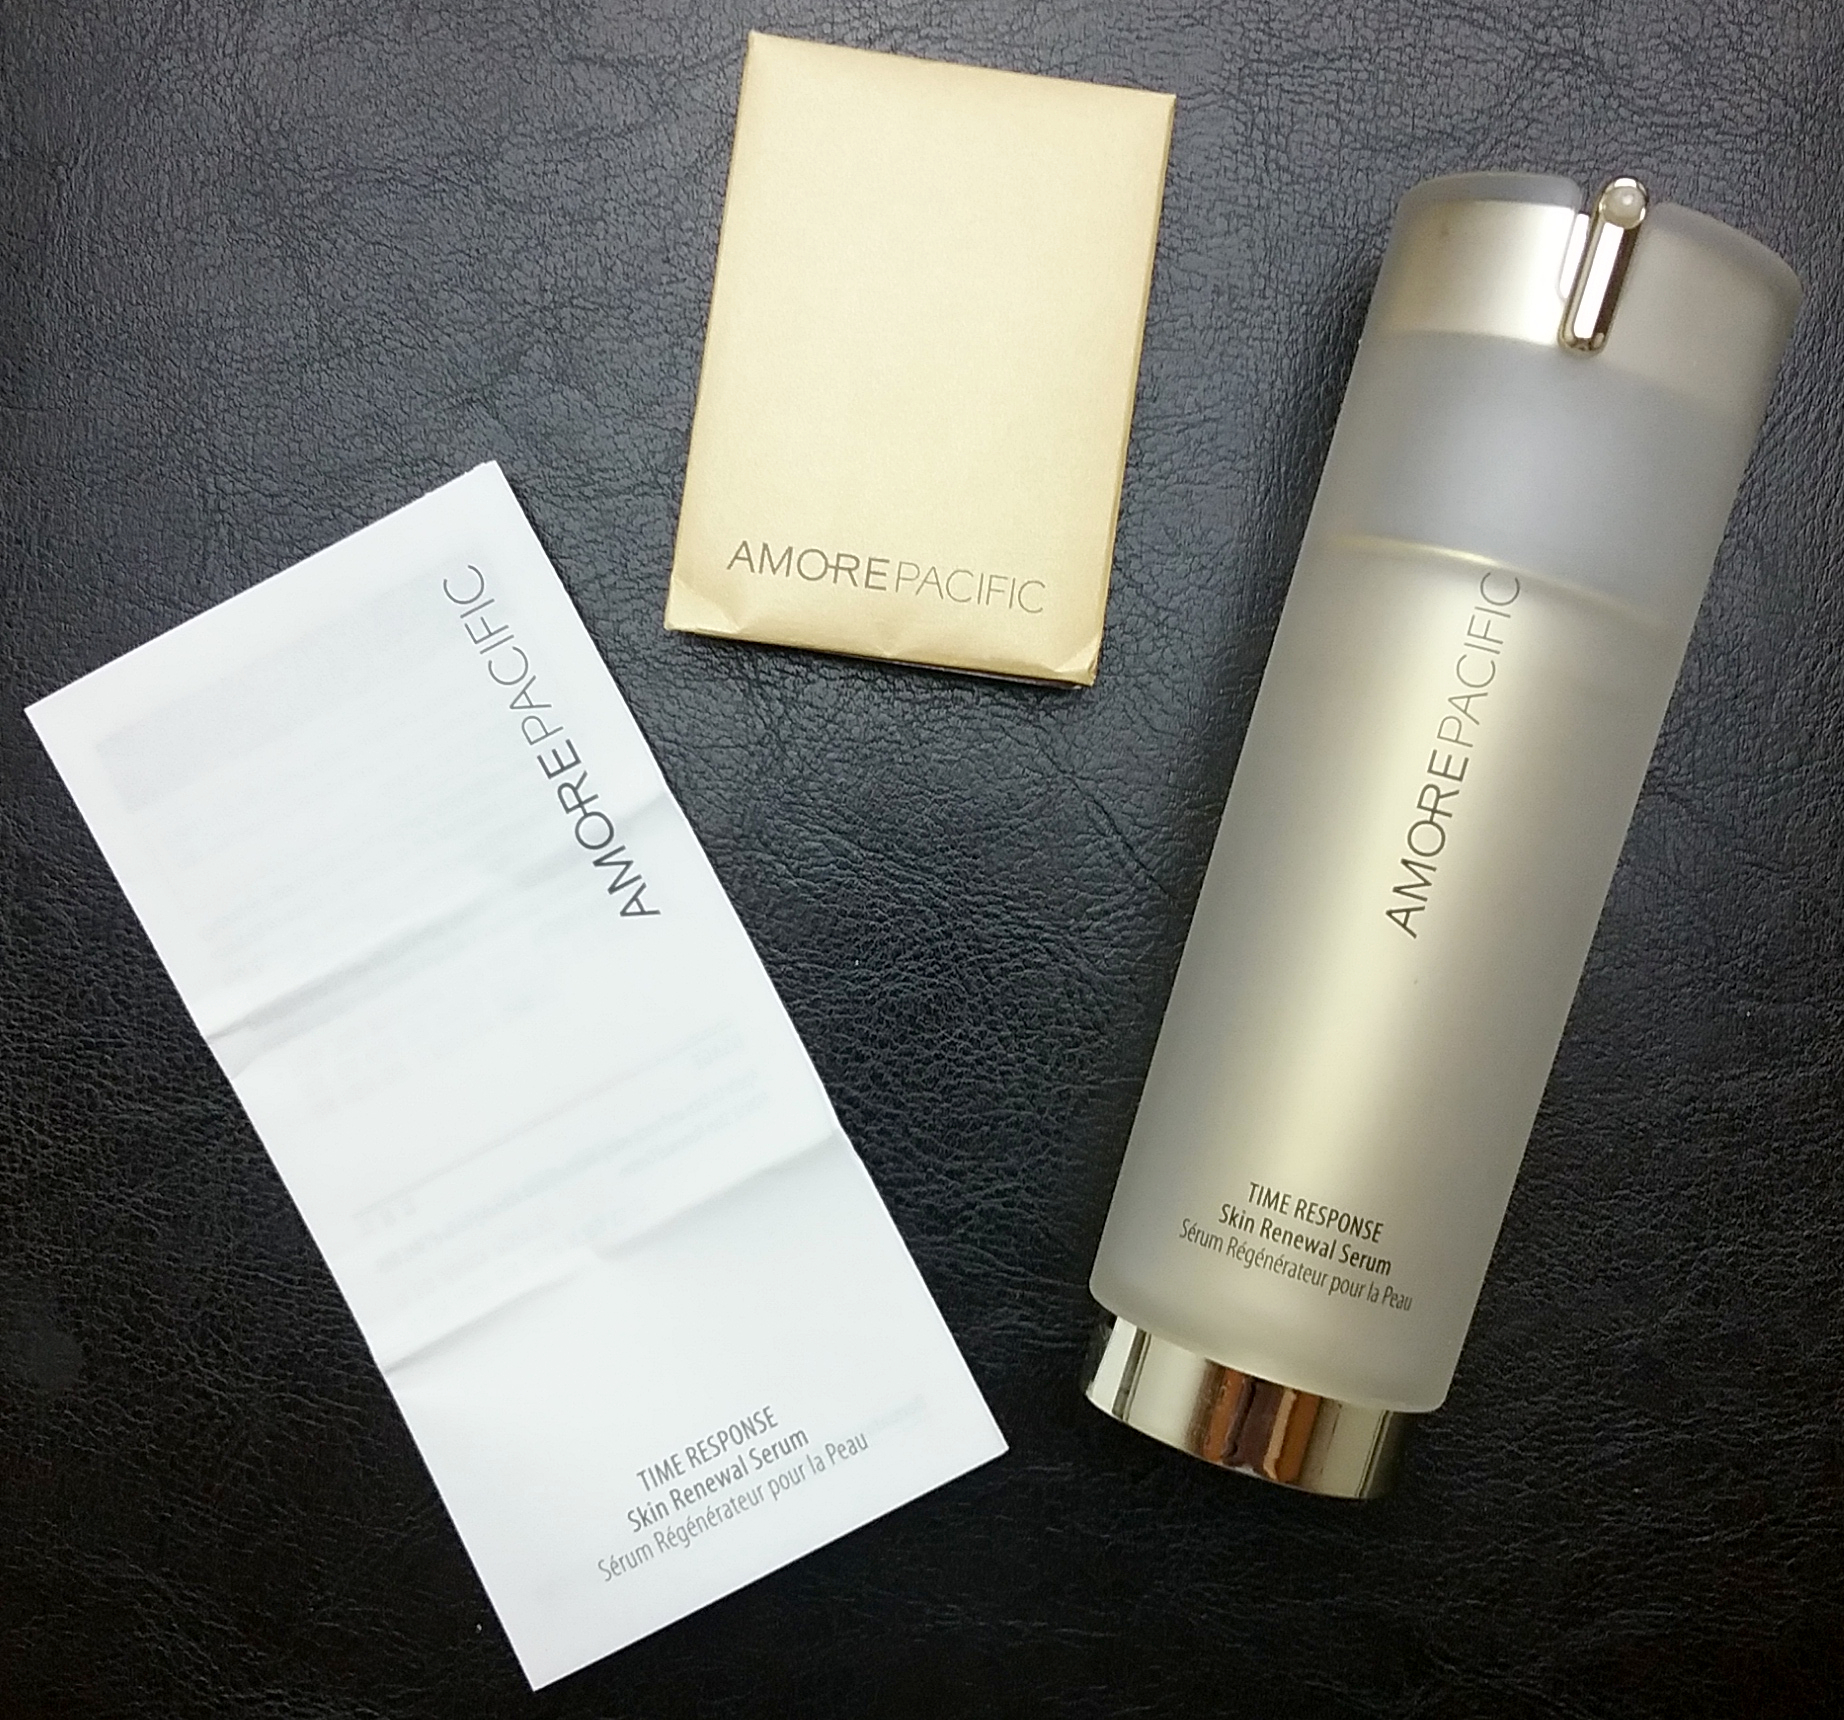 AMOREPACIFIC
AMOREPACIFIC
TIME RESPONSE
Skin Renewal Serum
Sérum Régénérateur pour la Peau
AMOREPACIFIC
TIME RESPONSE
Skin Renewal Serum
Sérum Régénérateur pour la Peau